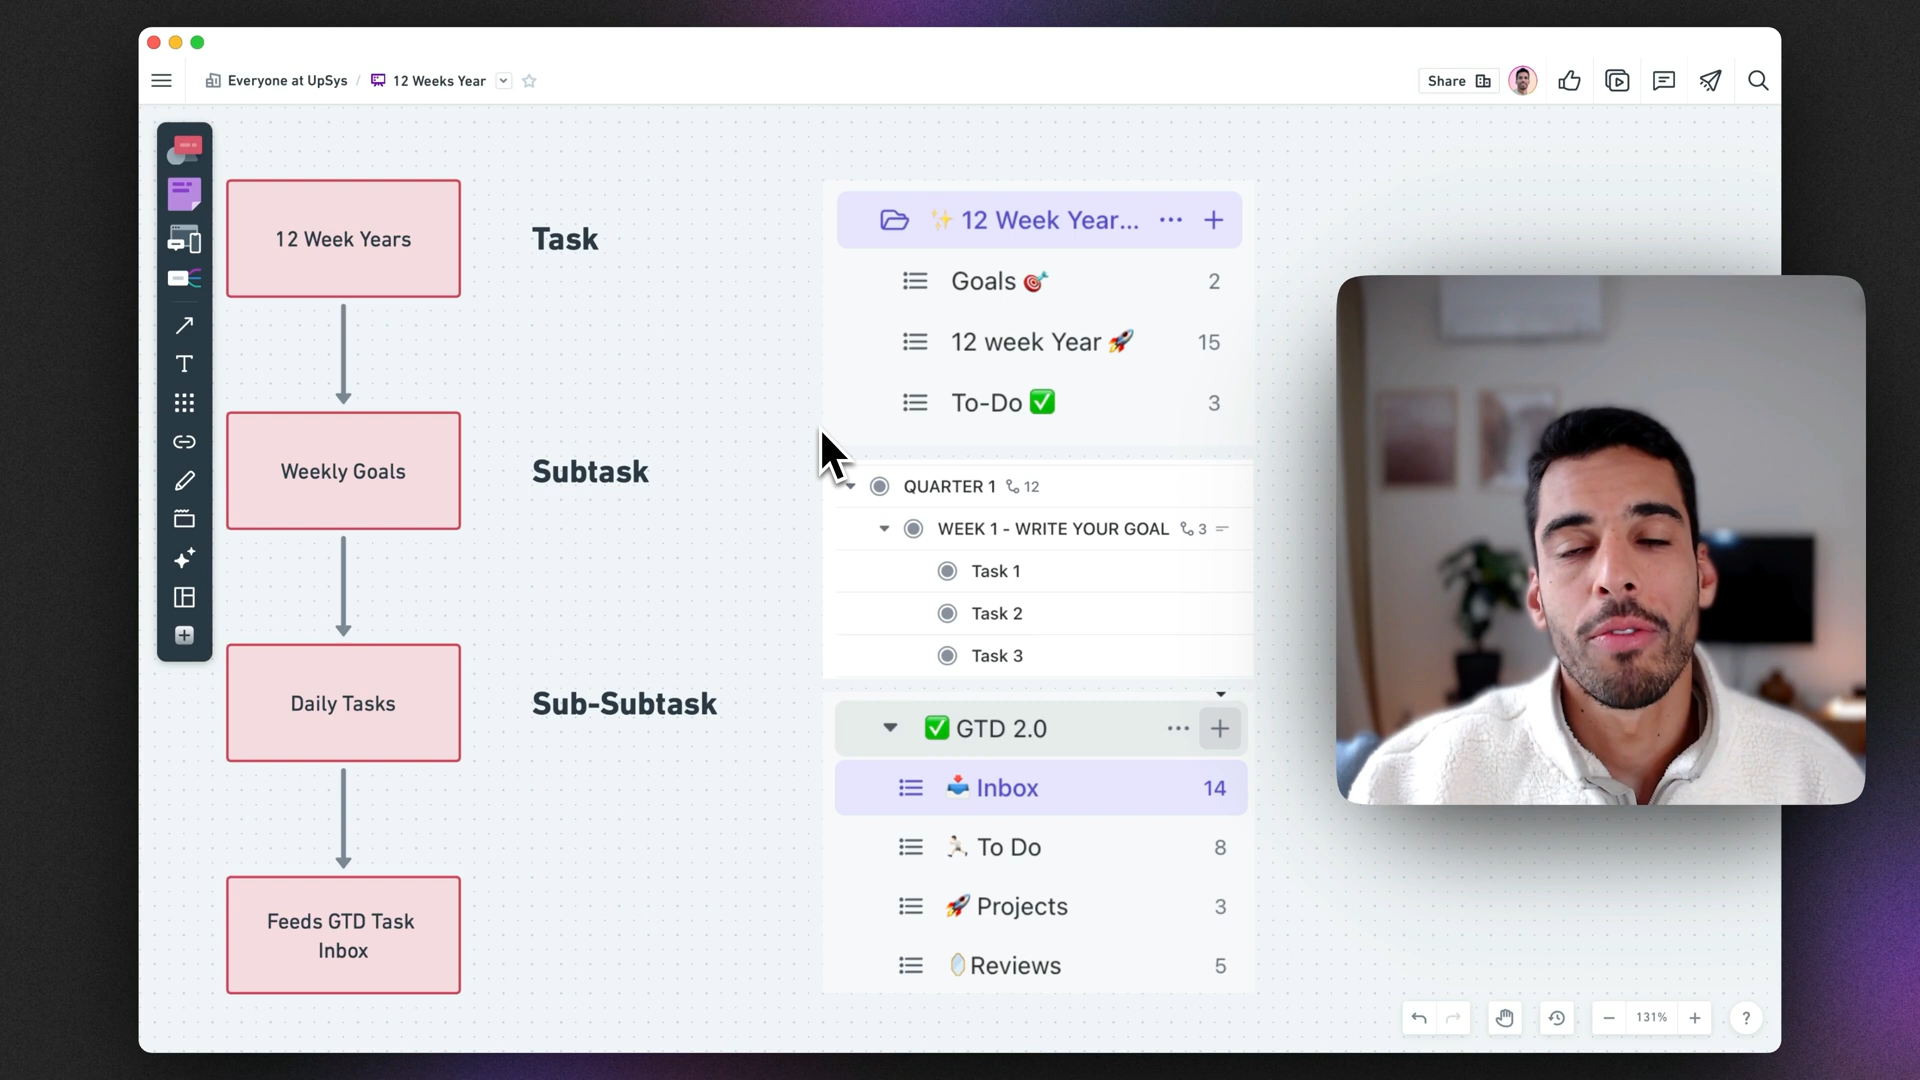 Everyone at UpSys / 12 Weeks Year
Share
12 Week Years
Task
Weekly Goals
Subtask
Daily Tasks
Sub-Subtask
Feeds GTD Task
Inbox
✨ 12 Week Year... ... +
Goals 🎯 2
12 week Year 🚀 15
To-Do ✅ 3
QUARTER 1 12
WEEK 1 - WRITE YOUR GOAL 3
Task 1
Task 2
Task 3
✅ GTD 2.0 ... +
📥 Inbox 14
🏃🏻 To Do 8
🚀 Projects 3
🪞Reviews 5
131%
?